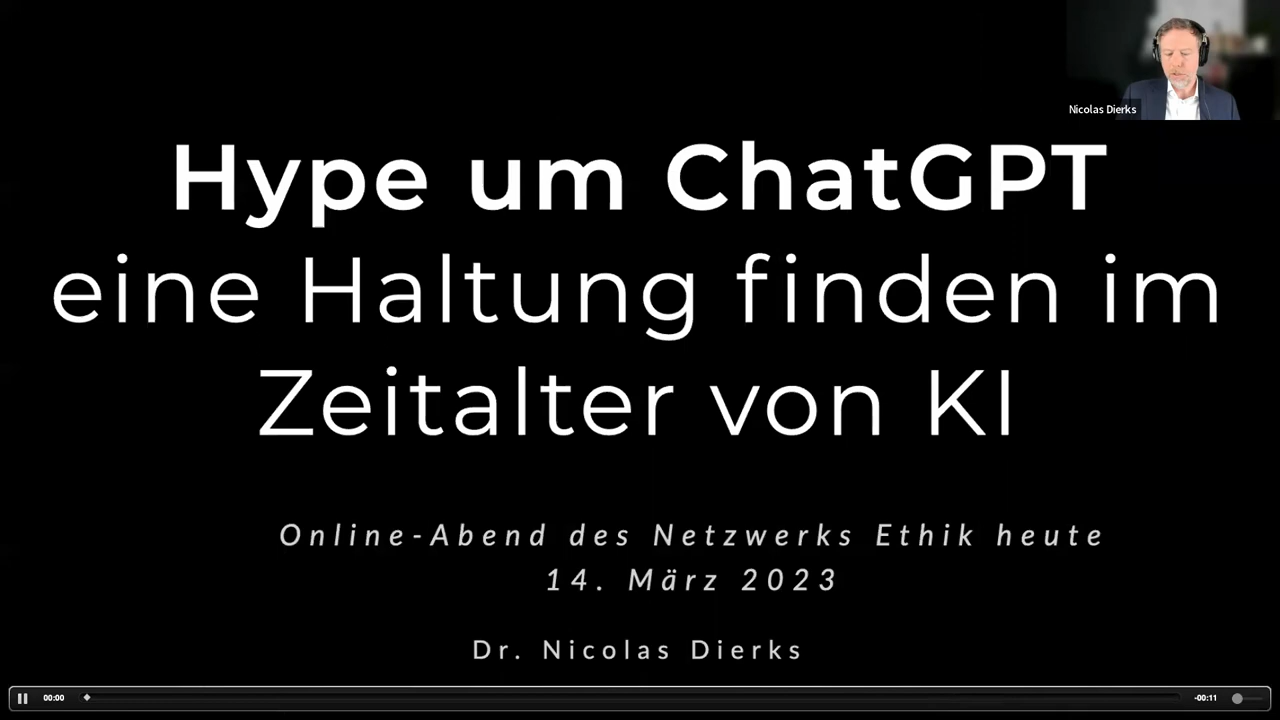 Nicolas Dierks
Hype um ChatGPT
eine Haltung finden im
Zeitalter von KI
Online-Abend des Netzwerks Ethik heute
14. März 2023
Dr. Nicolas Dierks
00:00
-00:11